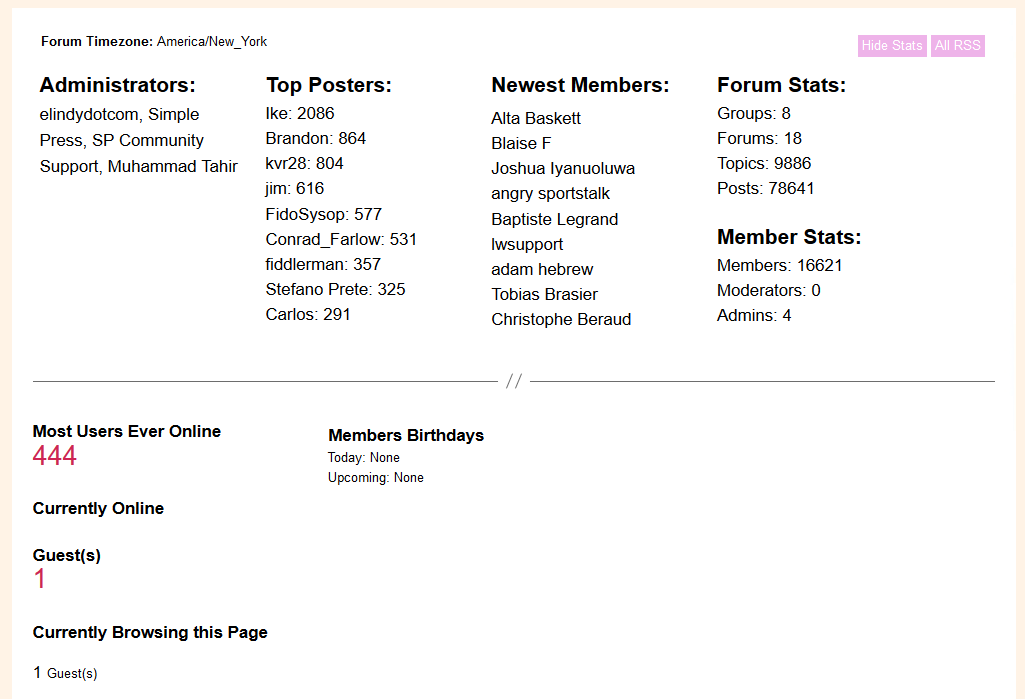 Forum Timezone: America/New_York
Hide Stats All RSS
Administrators:
elindydotcom, Simple
Press, SP Community
Support, Muhammad Tahir
Top Posters:
Ike: 2086
Brandon: 864
kvr28: 804
jim: 616
FidoSysop: 577
Conrad_Farlow: 531
fiddlerman: 357
Stefano Prete: 325
Carlos: 291
Newest Members:
Alta Baskett
Blaise F
Joshua Iyanuoluwa
angry sportstalk
Baptiste Legrand
lwsupport
adam hebrew
Tobias Brasier
Christophe Beraud
Forum Stats:
Groups: 8
Forums: 18
Topics: 9886
Posts: 78641
Member Stats:
Members: 16621
Moderators: 0
Admins: 4
//
Most Users Ever Online
444
Currently Online
Guest(s)
1
Currently Browsing this Page
1 Guest(s)
Members Birthdays
Today: None
Upcoming: None